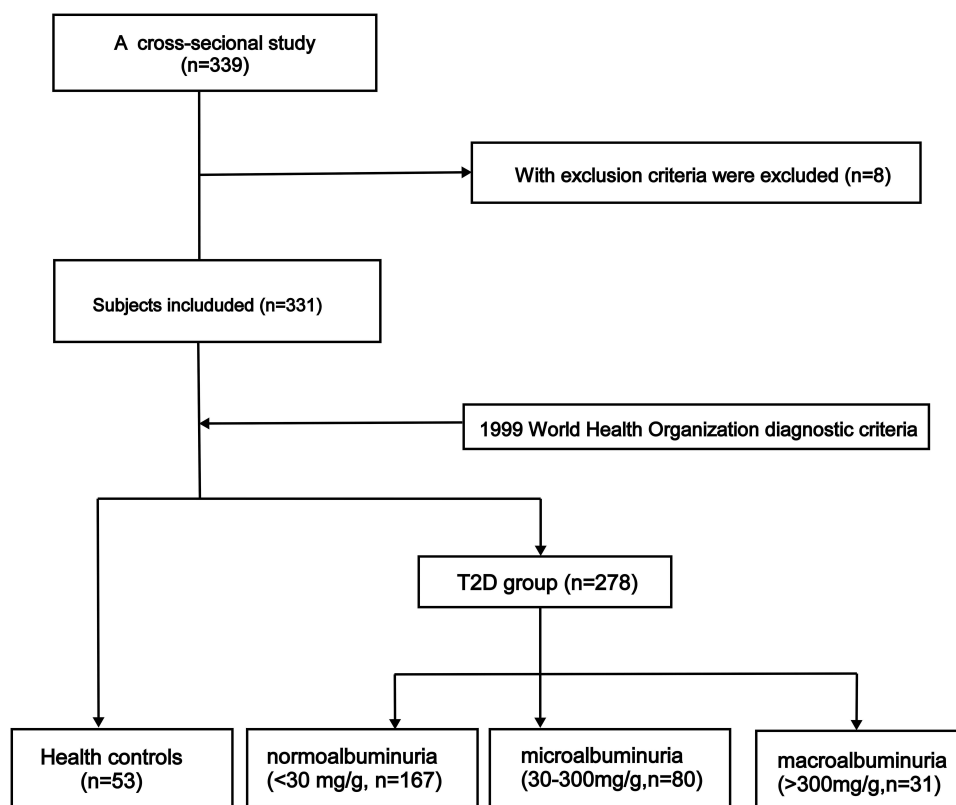 A cross-secional study
(n=339)
With exclusion criteria were excluded (n=8)
Subjects includuded (n=331)
1999 World Health Organization diagnostic criteria
T2D group (n=278)
Health controls
(n=53)
normoalbuminuria
(<30 mg/g, n=167)
microalbuminuria
(30-300mg/g,n=80)
macroalbuminuria
(>300mg/g,n=31)